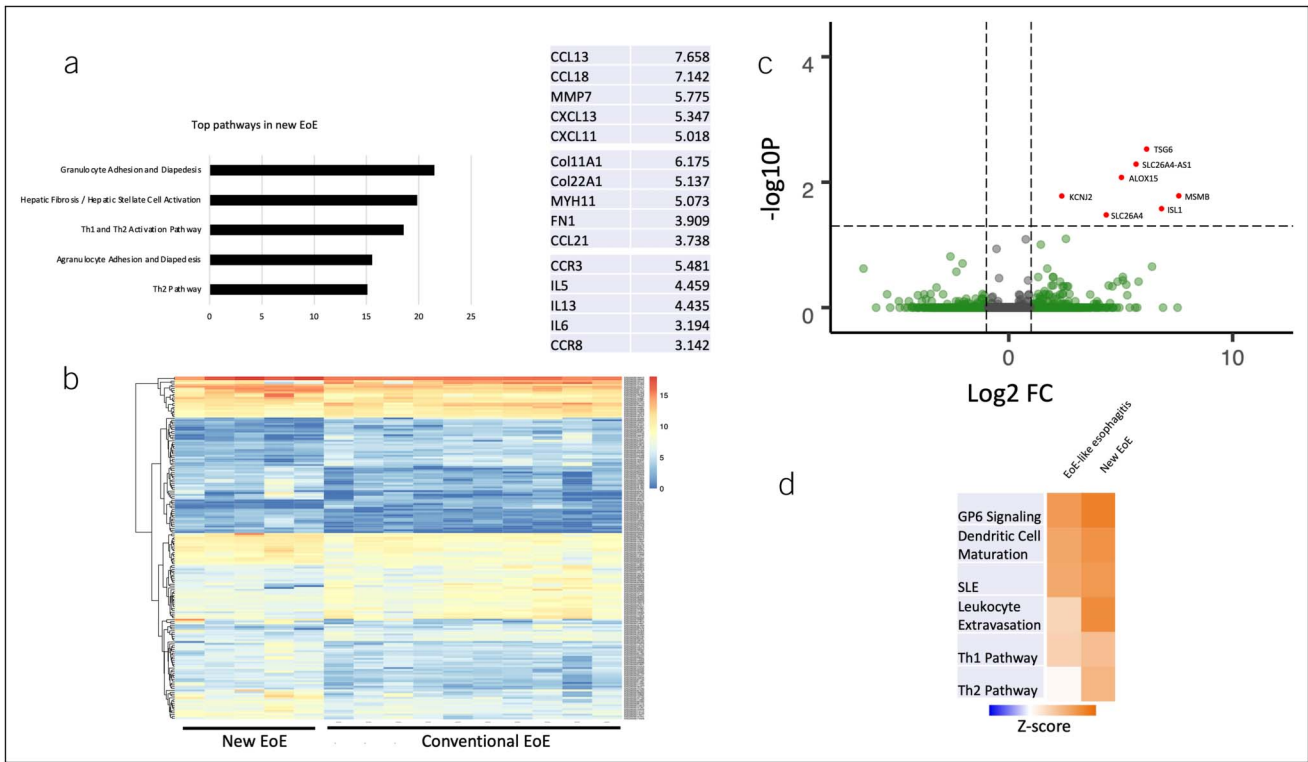 a
Top pathways in new EoE
Granulocyte Adhesion and Diapedesis
Hepatic Fibrosis / Hepatic Stellate Cell Activation
Th1 and Th2 Activation Pathway
Agranulocyte Adhesion and Diapedesis
Th2 Pathway
0 5 10 15 20 25
CCL13 7.658
CCL18 7.142
MMP7 5.775
CXCL13 5.347
CXCL11 5.018
Col11A1 6.175
Col22A1 5.137
MYH11 5.073
FN1 3.909
CCL21 3.738
CCR3 5.481
IL5 4.459
IL13 4.435
IL6 3.194
CCR8 3.142
b
15
10
5
0
New EoE
Conventional EoE
c
4
2
0
-log10P
TSG6
SLC26A4-AS1
ALOX15
KCNJ2
MSMB
ISL1
SLC26A4
0 10
Log2 FC
d
EoE-like esophagitis
New EoE
GP6 Signaling
Dendritic Cell
Maturation
SLE
Leukocyte
Extravasation
Th1 Pathway
Th2 Pathway
Z-score